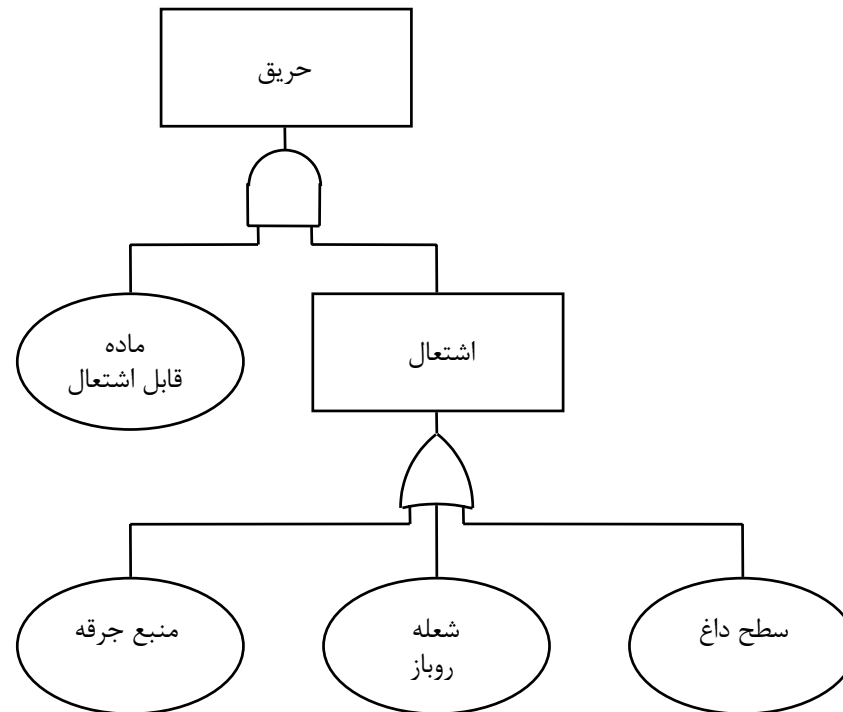 حریق
ماده
قابل اشتعال
اشتعال
منبع جرقه
شعله
روباز
سطح داغ